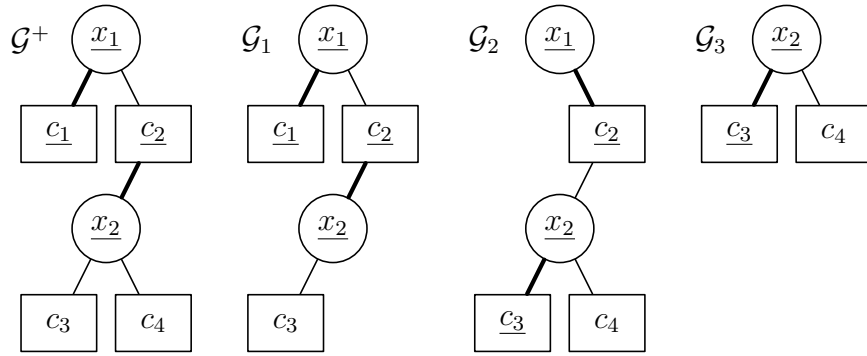 𝒢⁺ x₁ 𝒢₁ x₁ 𝒢₂ x₁ 𝒢₃ x₂
c₁ c₂ c₁ c₂ c₂ c₃ c₄
x₂ x₂ x₂
c₃ c₄ c₃ c₃ c₄